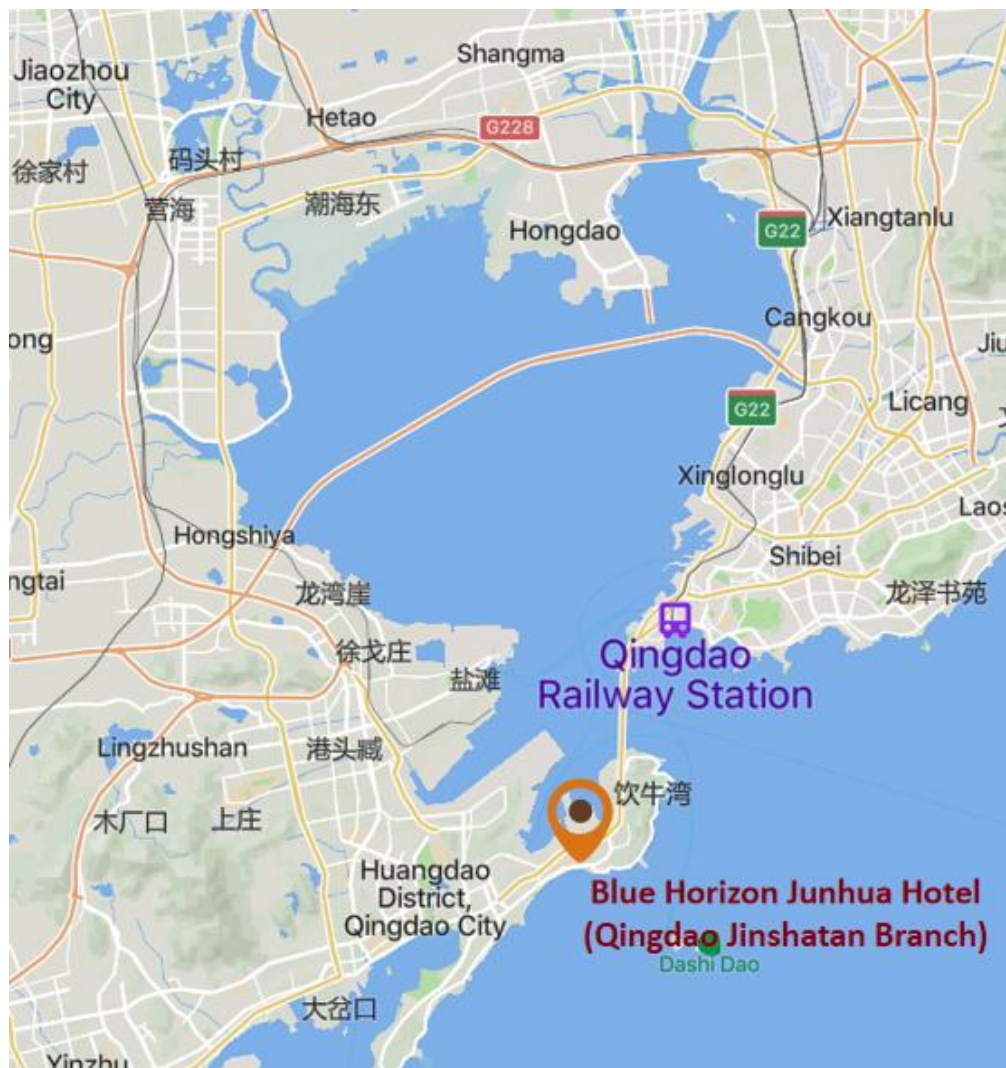 Shangma
Jiaozhou
City
Hetao
G228
徐家村
码头村
营海
潮海东
Hongdao
G22
Xiangtanlu
ong
Cangkou
Jiu
G22
Licang
Xinglonglu
Laos
Hongshiya
Shibei
ngtai
龙湾崖
龙泽书苑
徐戈庄
Qingdao
Railway Station
盐滩
Lingzhushan
港头臧
饮牛湾
木厂口
上庄
Huangdao
District,
Qingdao City
Blue Horizon Junhua Hotel
(Qingdao Jinshatan Branch)
Dashi Dao
大岔口
Yinzhu